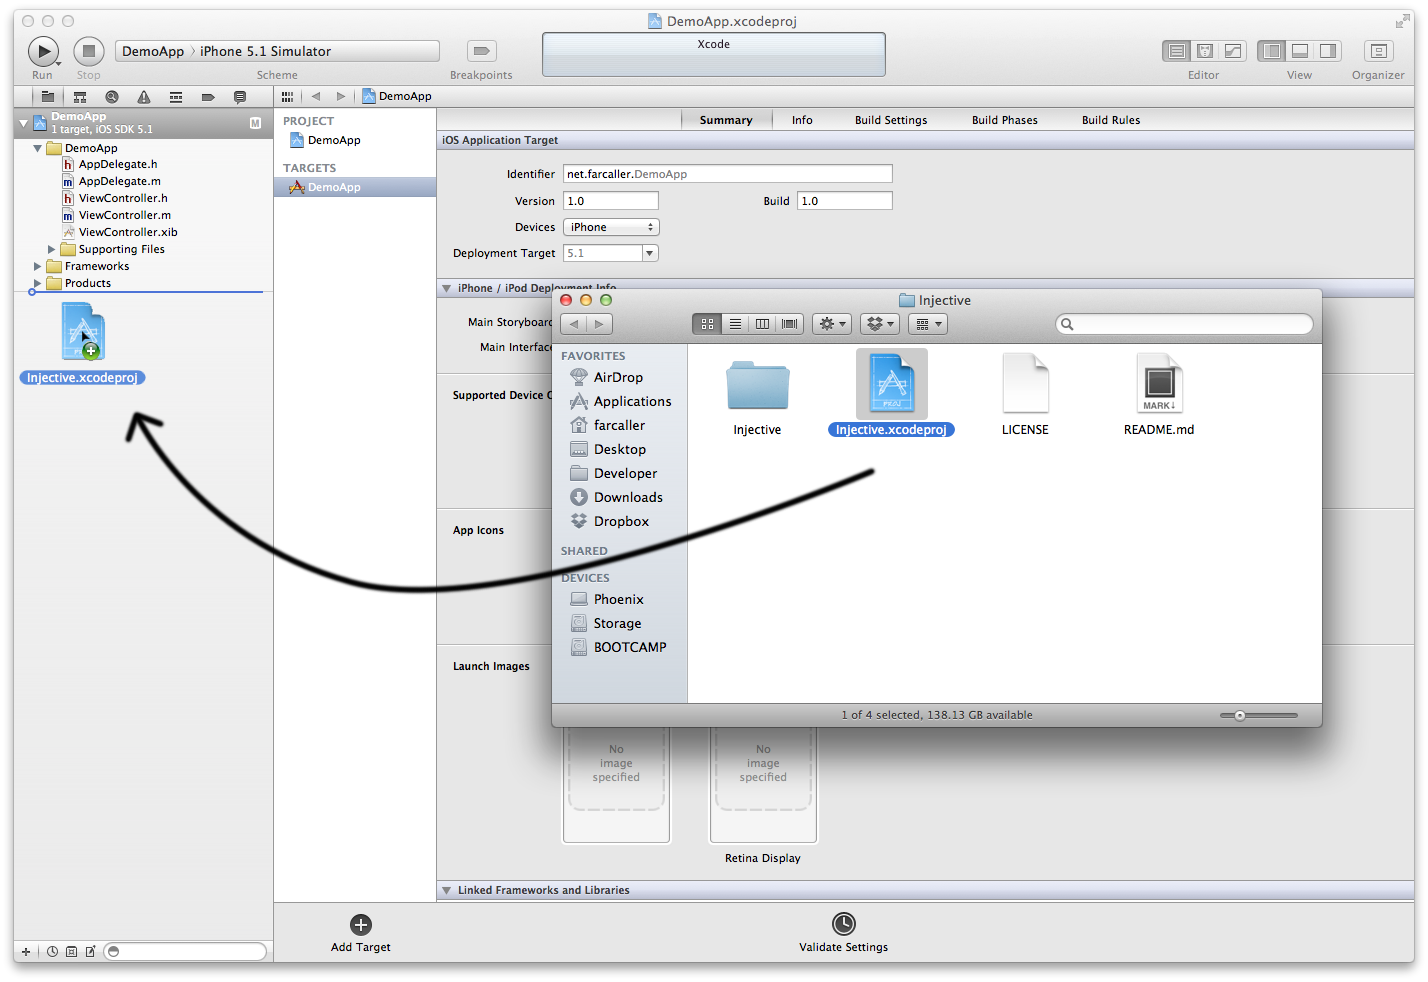 DemoApp.xcodeproj
DemoApp
iPhone 5.1 Simulator
Xcode
Run
Stop
Scheme
Breakpoints
Editor
View
Organizer
DemoApp
1 target, iOS SDK 5.1
M
DemoApp
AppDelegate.h
AppDelegate.m
ViewController.h
ViewController.m
ViewController.xib
Supporting Files
Frameworks
Products
Injective.xcodeproj
DemoApp
PROJECT
DemoApp
TARGETS
DemoApp
Summary
Info
Build Settings
Build Phases
Build Rules
iOS Application Target
Identifier
net.farcaller.DemoApp
Version
1.0
Build
1.0
Devices
iPhone
Deployment Target
5.1
iPhone / iPod Deployment Info
Main Storyboard
Main Interface
Supported Device
App Icons
Launch Images
Injective
FAVORITES
AirDrop
Applications
farcaller
Desktop
Developer
Downloads
Dropbox
SHARED
DEVICES
Phoenix
Storage
BOOTCAMP
Injective
Injective.xcodeproj
LICENSE
MARK↓
README.md
1 of 4 selected, 138.13 GB available
No
image
specified
No
image
specified
Retina Display
Linked Frameworks and Libraries
Add Target
Validate Settings